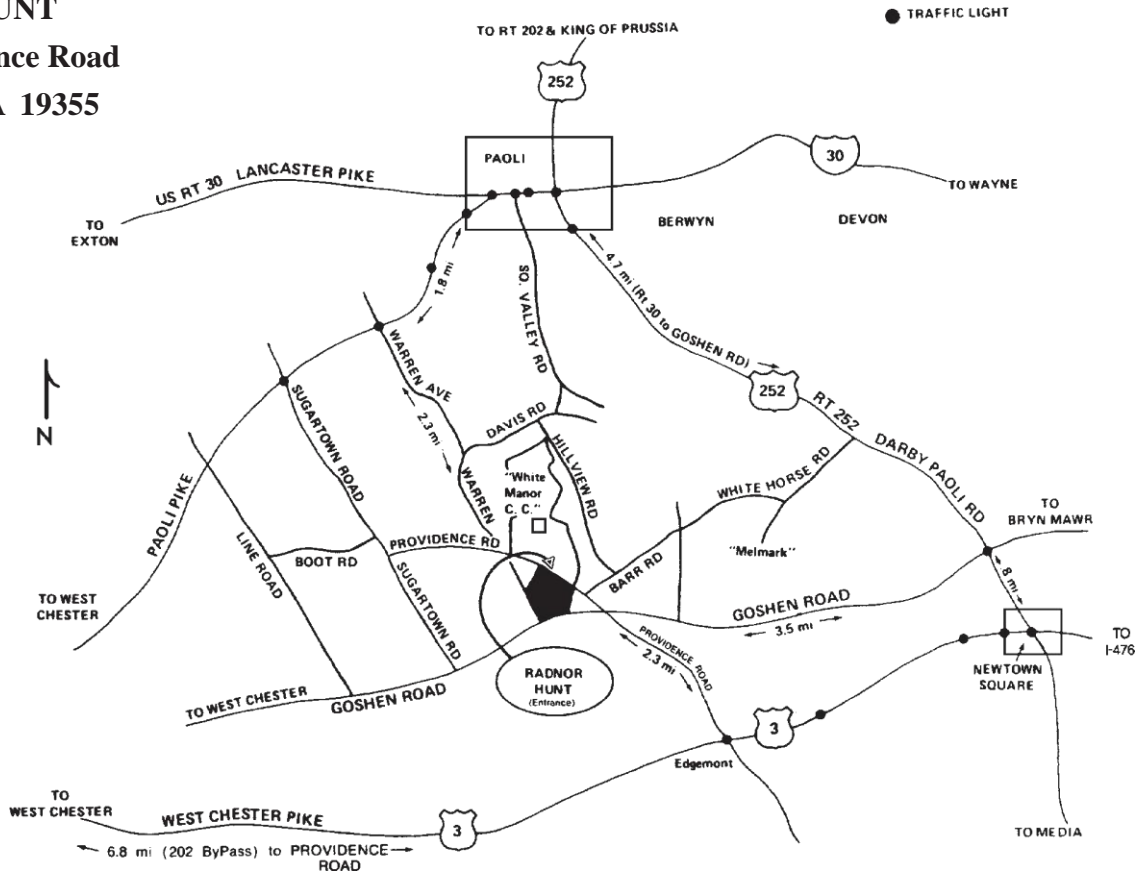 UNT
nce Road
A 19355
TRAFFIC LIGHT
TO RT 202 & KING OF PRUSSIA
252
PAOLI
30
US RT 30 LANCASTER PIKE
TO WAYNE
TO
EXTON
BERWYN
DEVON
1.8 mi
SO. VALLEY RD
4.7 mi (Rt 30 to GOSHEN RD)
252
RT 252
DARBY PAOLI RD
WARREN AVE
2.3 mi
SUGARTOWN ROAD
DAVIS RD
HILLVIEW RD
WARREN
"White
Manor
C. C."
WHITE HORSE RD
"Melmark"
TO
BRYN MAWR
N
PAOLI PIKE
LINE ROAD
BOOT RD
PROVIDENCE RD
SUGARTOWN RD
BARR RD
GOSHEN ROAD
3.5 mi
8 mi
TO WEST
CHESTER
TO
I-476
NEWTOWN
SQUARE
PROVIDENCE ROAD
2.3 mi
RADNOR
HUNT
(Entrance)
TO WEST CHESTER
GOSHEN ROAD
3
Edgemont
TO
WEST CHESTER
WEST CHESTER PIKE
3
TO MEDIA
6.8 mi (202 ByPass) to PROVIDENCE
ROAD